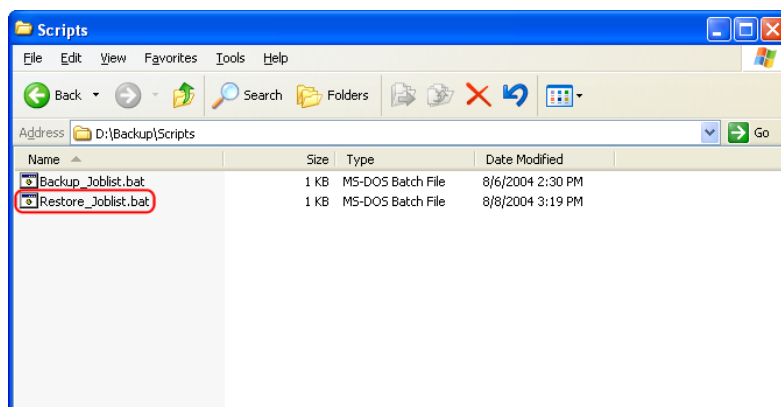 Scripts
File Edit View Favorites Tools Help
Back Search Folders
Address D:\Backup\Scripts Go
Name Size Type Date Modified
Backup_Joblist.bat 1 KB MS-DOS Batch File 8/6/2004 2:30 PM
Restore_Joblist.bat 1 KB MS-DOS Batch File 8/8/2004 3:19 PM